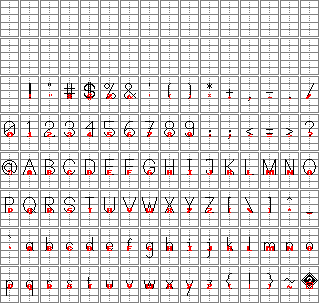 ! " # $ % & ' ( ) * + , - . /
0 1 2 3 4 5 6 7 8 9 : ; < = > ?
@ A B C D E F G H I J K L M N O
P Q R S T U V W X Y Z [ \ ] ^ _
` a b c d e f g h i j k l m n o
p q r s t u v w x y z { | } ~